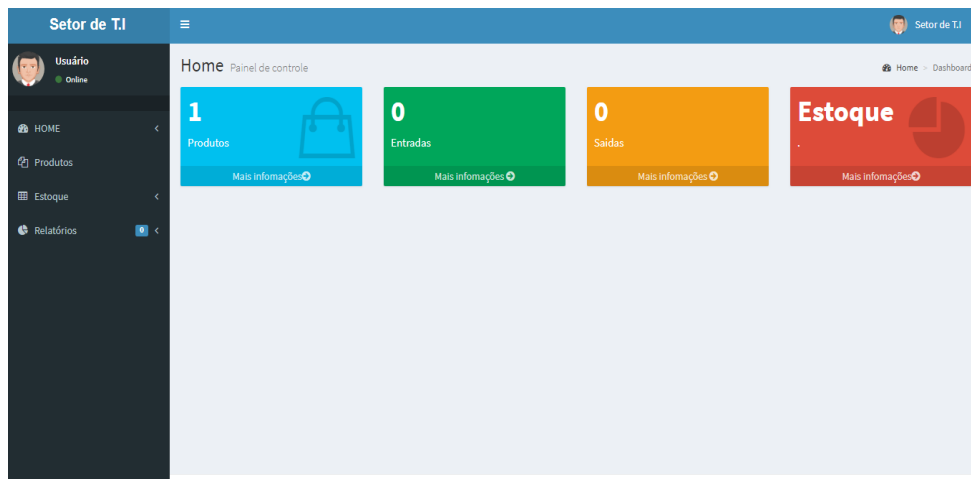 Setor de T.I
Setor de T.I
Usuário
Online
HOME
Produtos
Estoque
Relatórios 0
Home Painel de controle
Home > Dashboard
1
Produtos
Mais infomações
0
Entradas
Mais infomações
0
Saidas
Mais infomações
Estoque
.
Mais infomações